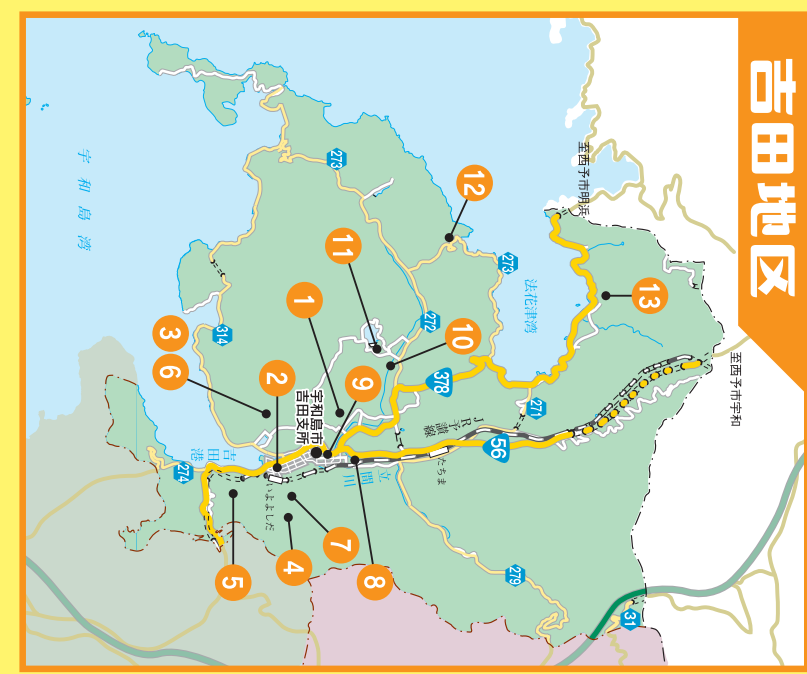 吉田地区
至西予市明浜
至西予市宇和
宇和島湾
法花津湾
273
273
12
11
13
1
272
10
3
314
6
2
9
378
271
JR予讃線
宇和島市
吉田支所
56
たちま
吉田港
立間川
274
いよよしだ
7
4
5
8
279
31